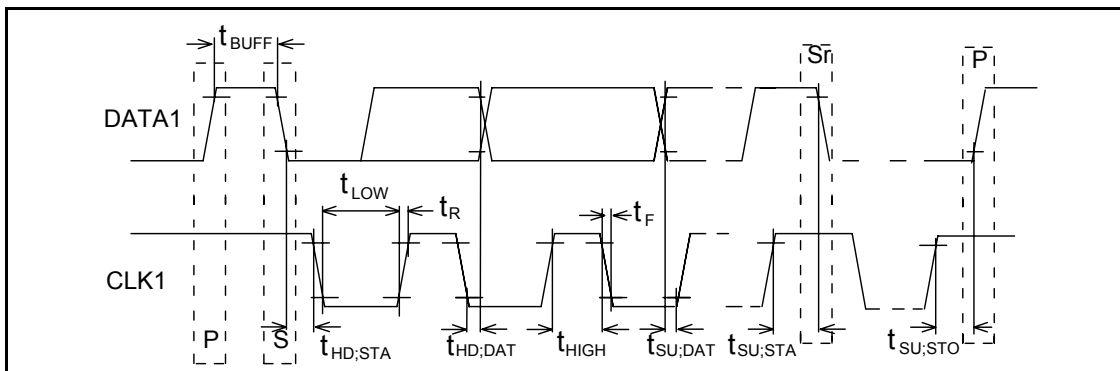 tBUFF
Sr
P
DATA1
tLOW
tR
tF
CLK1
P
S
tHD;STA
tHD;DAT
tHIGH
tSU;DAT
tSU;STA
tSU;STO